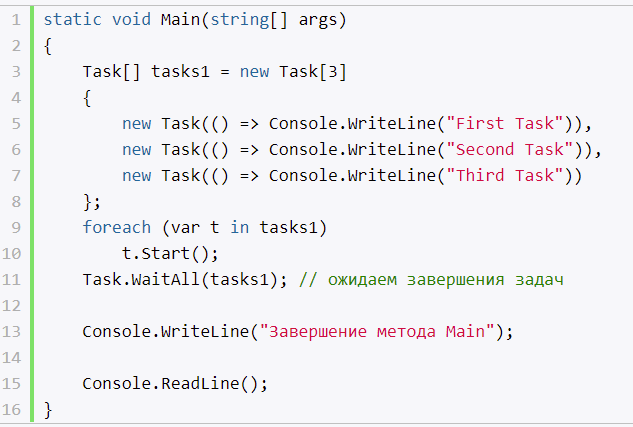 1 static void Main(string[] args)
2 {
3     Task[] tasks1 = new Task[3]
4     {
5         new Task(() => Console.WriteLine("First Task")),
6         new Task(() => Console.WriteLine("Second Task")),
7         new Task(() => Console.WriteLine("Third Task"))
8     };
9     foreach (var t in tasks1)
10         t.Start();
11     Task.WaitAll(tasks1); // ожидаем завершения задач
12
13     Console.WriteLine("Завершение метода Main");
14
15     Console.ReadLine();
16 }